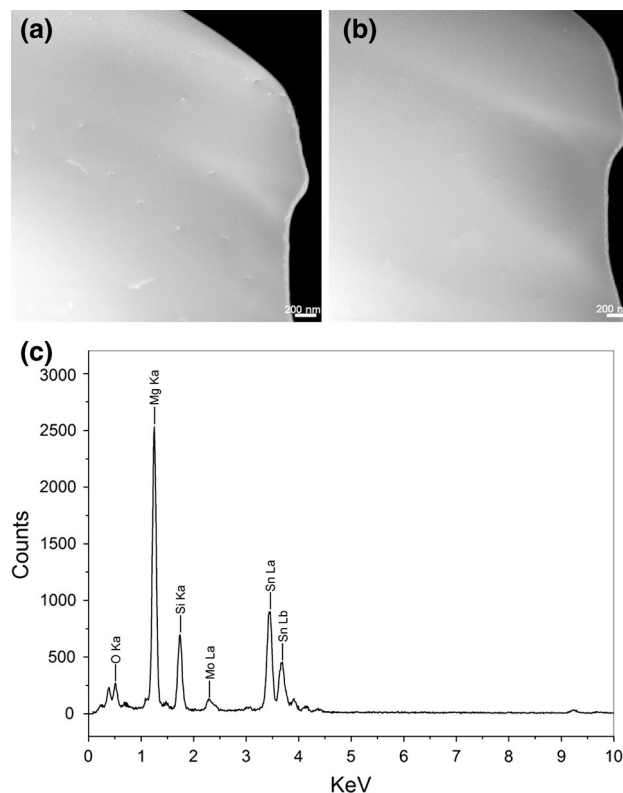 (a)
(b)
200 nm
200 nm
(c)
3000
2500
2000
1500
1000
500
0
Counts
O Ka
Mg Ka
Si Ka
Mo La
Sn La
Sn Lb
0 1 2 3 4 5 6 7 8 9 10
KeV